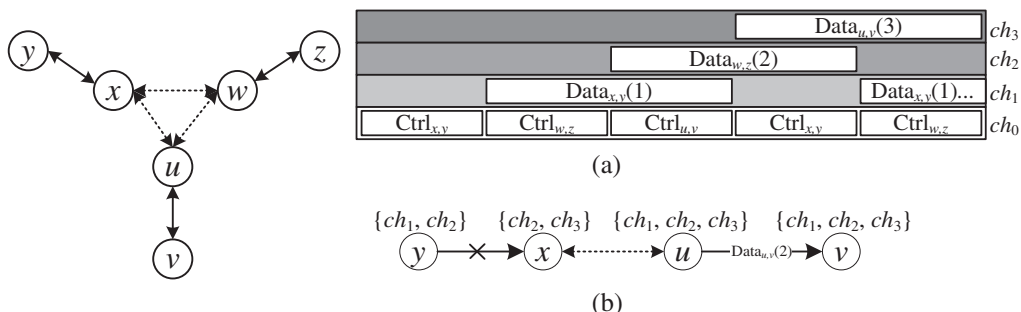 y
z
x
w
u
v
Data_{u,v}(3)
ch_3
Data_{w,z}(2)
ch_2
Data_{x,y}(1)
Data_{x,y}(1)...
ch_1
Ctrl_{x,y}
Ctrl_{w,z}
Ctrl_{u,v}
Ctrl_{x,y}
Ctrl_{w,z}
ch_0
(a)
{ch_1, ch_2}
{ch_2, ch_3}
{ch_1, ch_2, ch_3}
{ch_1, ch_2, ch_3}
y
x
u
Data_{u,v}(2)
v
(b)